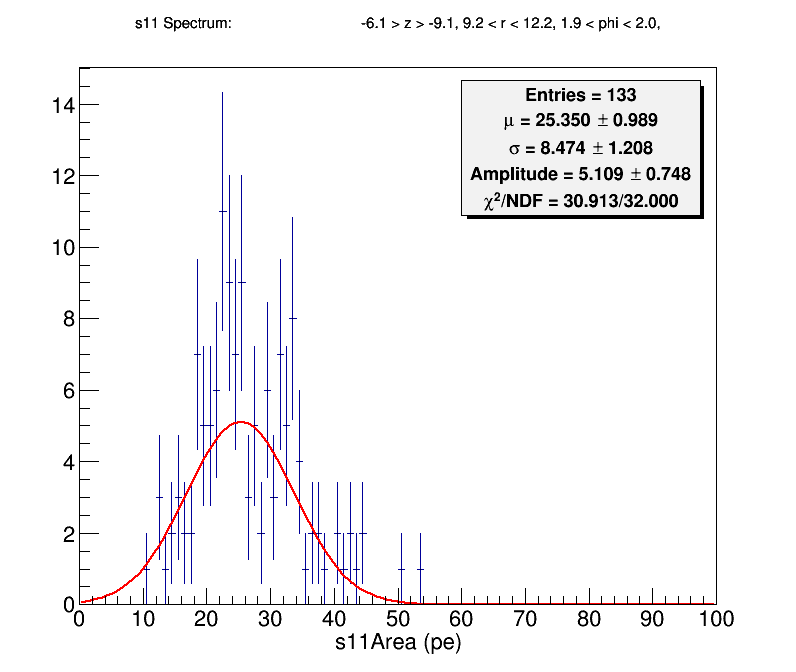 s11 Spectrum: -6.1 > z > -9.1, 9.2 < r < 12.2, 1.9 < phi < 2.0,
Entries = 133
μ = 25.350 ± 0.989
σ = 8.474 ± 1.208
Amplitude = 5.109 ± 0.748
χ²/NDF = 30.913/32.000
14
12
10
8
6
4
2
0
0 10 20 30 40 50 60 70 80 90 100
s11Area (pe)